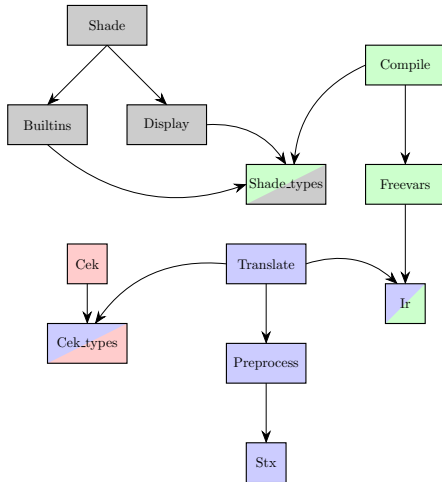 Shade
Compile
Builtins
Display
Shade_types
Freevars
Cek
Translate
Ir
Cek_types
Preprocess
Stx